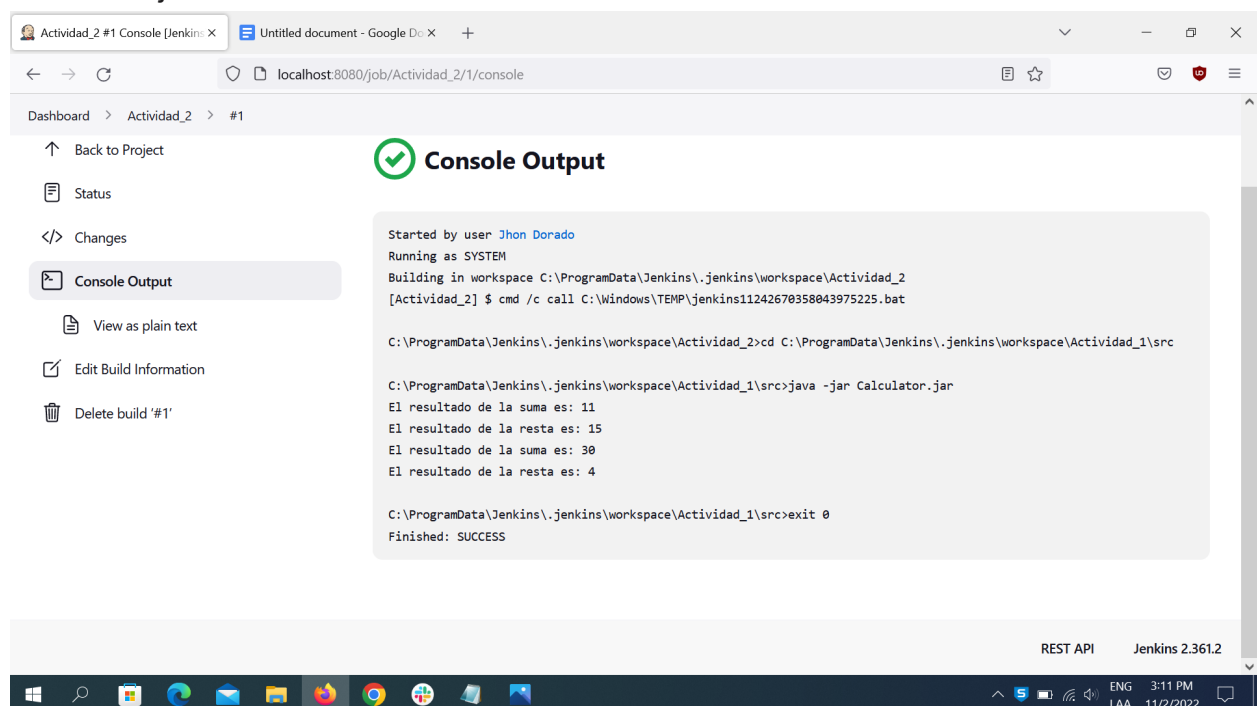 Actividad_2 #1 Console [Jenkins
Untitled document - Google Do
localhost:8080/job/Actividad_2/1/console
Dashboard > Actividad_2 > #1
Back to Project
Status
Changes
Console Output
View as plain text
Edit Build Information
Delete build '#1'
Console Output
Started by user Jhon Dorado
Running as SYSTEM
Building in workspace C:\ProgramData\Jenkins\.jenkins\workspace\Actividad_2
[Actividad_2] $ cmd /c call C:\Windows\TEMP\jenkins11242670358043975225.bat
C:\ProgramData\Jenkins\.jenkins\workspace\Actividad_2>cd C:\ProgramData\Jenkins\.jenkins\workspace\Actividad_1\src
C:\ProgramData\Jenkins\.jenkins\workspace\Actividad_1\src>java -jar Calculator.jar
El resultado de la suma es: 11
El resultado de la resta es: 15
El resultado de la suma es: 30
El resultado de la resta es: 4
C:\ProgramData\Jenkins\.jenkins\workspace\Actividad_1\src>exit 0
Finished: SUCCESS
REST API
Jenkins 2.361.2
ENG
LAA
3:11 PM
11/2/2022